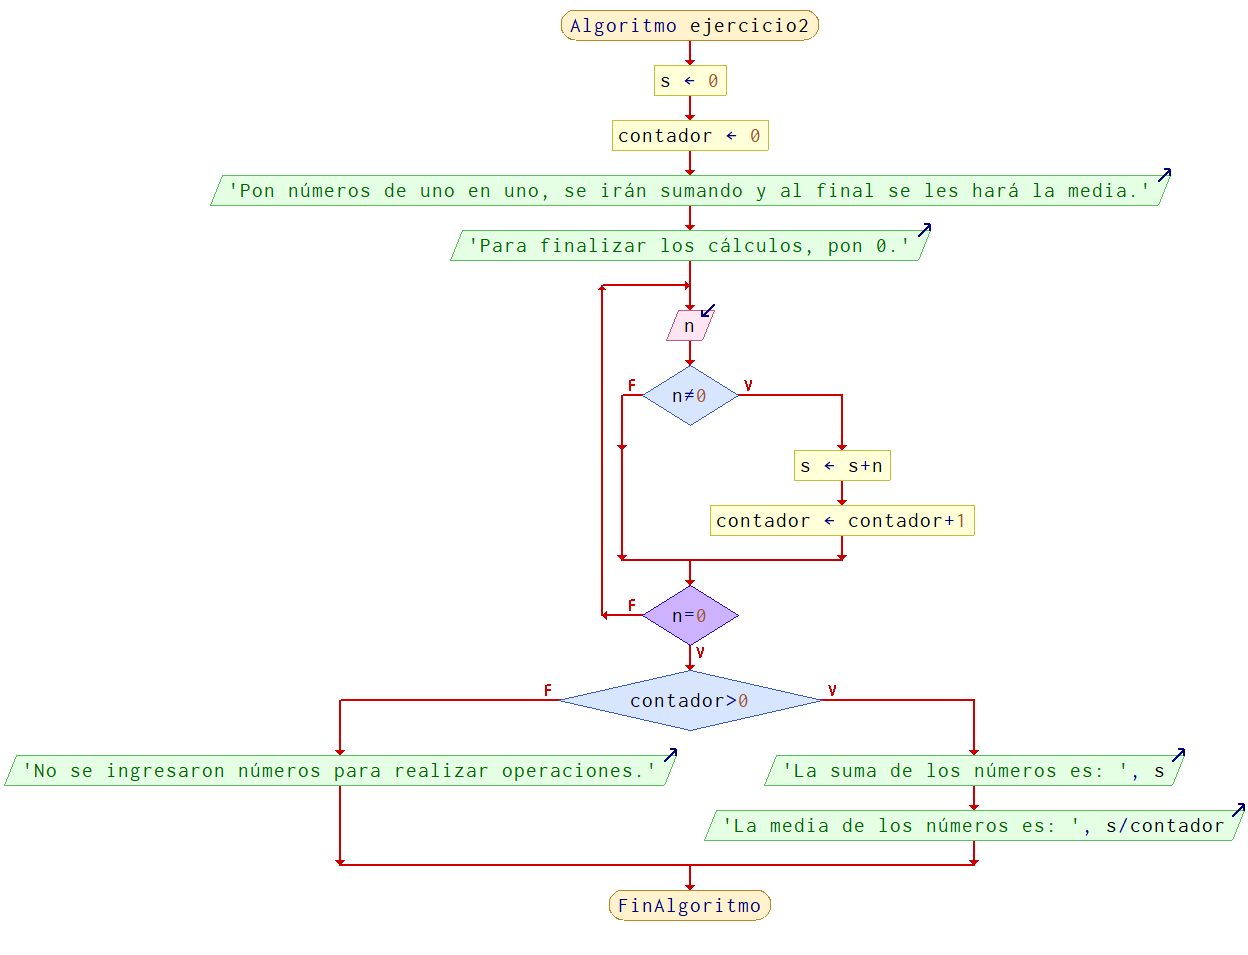 Algoritmo ejercicio2
s ← 0
contador ← 0
'Pon números de uno en uno, se irán sumando y al final se les hará la media.'
'Para finalizar los cálculos, pon 0.'
n
F
n≠0
V
s ← s+n
contador ← contador+1
F
n=0
V
F
contador>0
V
'No se ingresaron números para realizar operaciones.'
'La suma de los números es: ', s
'La media de los números es: ', s/contador
FinAlgoritmo